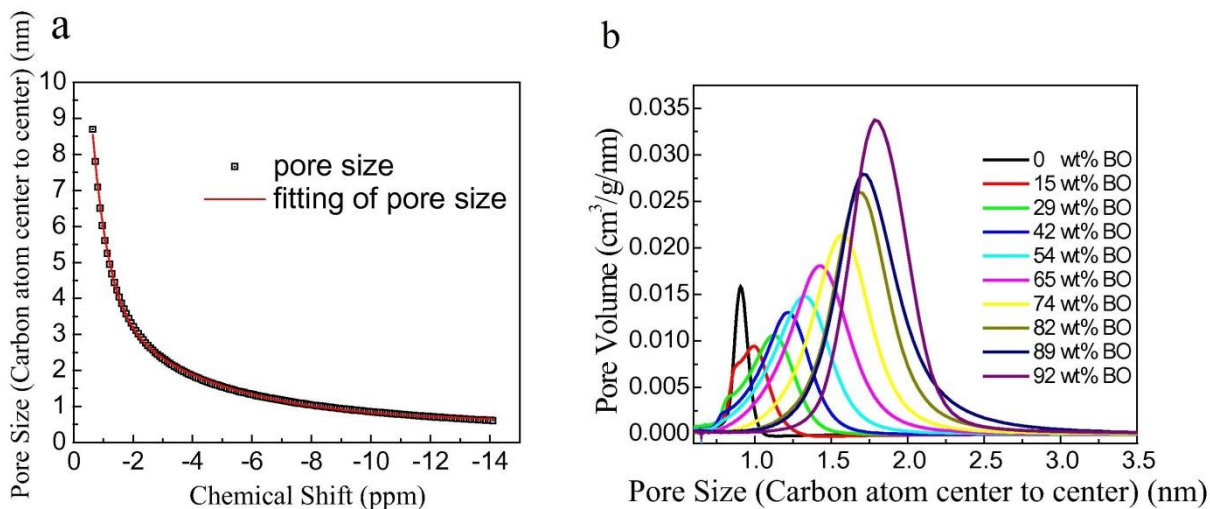 a
Pore Size (Carbon atom center to center) (nm)
10
9
8
7
6
5
4
3
2
1
0
pore size
fitting of pore size
0 -2 -4 -6 -8 -10 -12 -14
Chemical Shift (ppm)
b
Pore Volume (cm³/g/nm)
0.035
0.030
0.025
0.020
0.015
0.010
0.005
0.000
0 wt% BO
15 wt% BO
29 wt% BO
42 wt% BO
54 wt% BO
65 wt% BO
74 wt% BO
82 wt% BO
89 wt% BO
92 wt% BO
1.0 1.5 2.0 2.5 3.0 3.5
Pore Size (Carbon atom center to center) (nm)